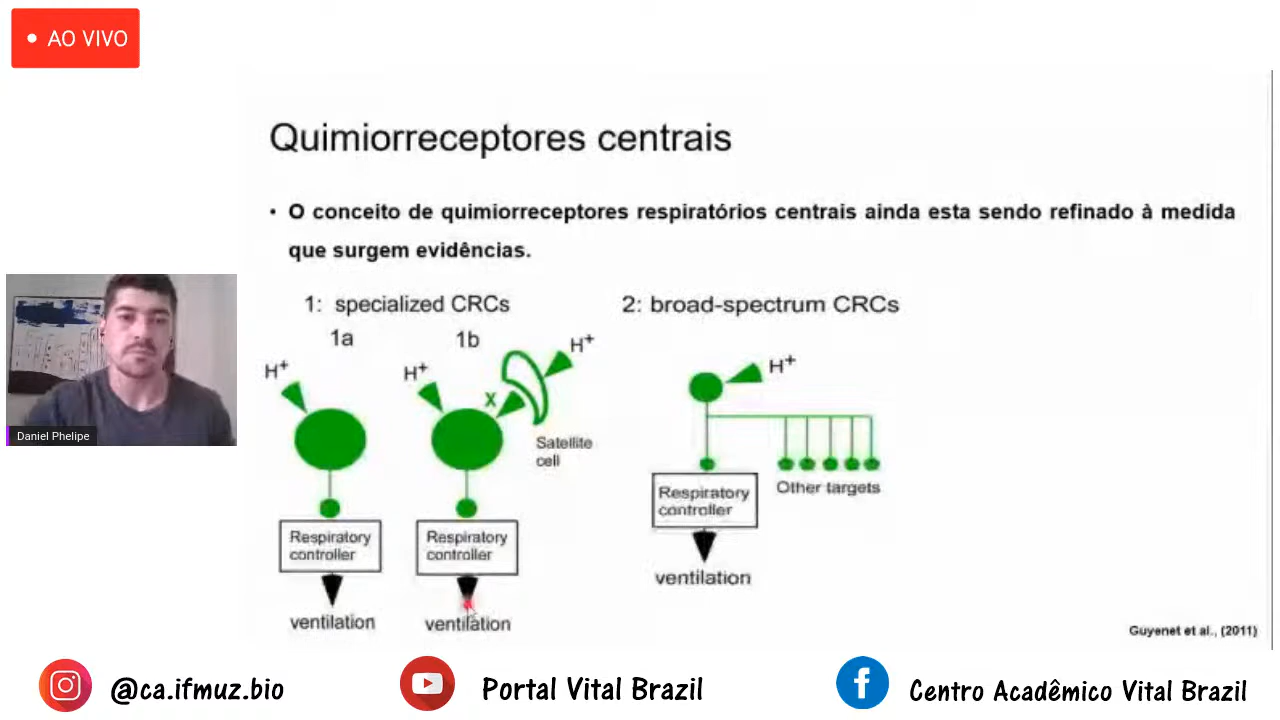 AO VIVO
Quimiorreceptores centrais
• O conceito de quimiorreceptores respiratórios centrais ainda esta sendo refinado à medida
que surgem evidências.
1: specialized CRCs
2: broad-spectrum CRCs
1a
1b
H+
H+
H+
H+
X
Satellite
cell
Other targets
Respiratory
controller
Respiratory
controller
Respiratory
controller
ventilation
ventilation
ventilation
Daniel Phelipe
Guyenet et al., (2011)
@ca.ifmuz.bio
Portal Vital Brazil
Centro Acadêmico Vital Brazil